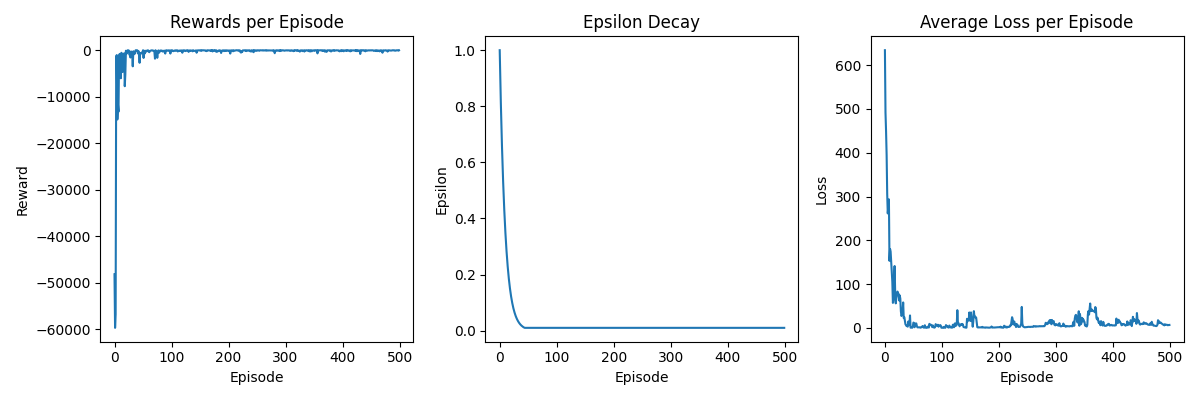 Rewards per Episode
0
−10000
−20000
−30000
−40000
−50000
−60000
Reward
0 100 200 300 400 500
Episode
Epsilon Decay
1.0
0.8
0.6
0.4
0.2
0.0
Epsilon
0 100 200 300 400 500
Episode
Average Loss per Episode
600
500
400
300
200
100
0
Loss
0 100 200 300 400 500
Episode